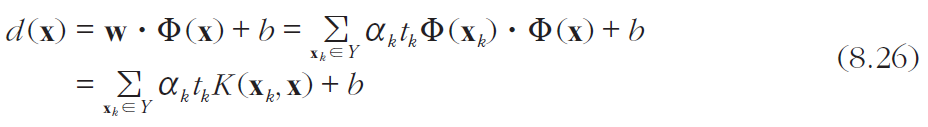 d(x) = w · Φ(x) + b = ∑_{x_k ∈ Y} α_k t_k Φ(x_k) · Φ(x) + b
= ∑_{x_k ∈ Y} α_k t_k K(x_k, x) + b (8.26)